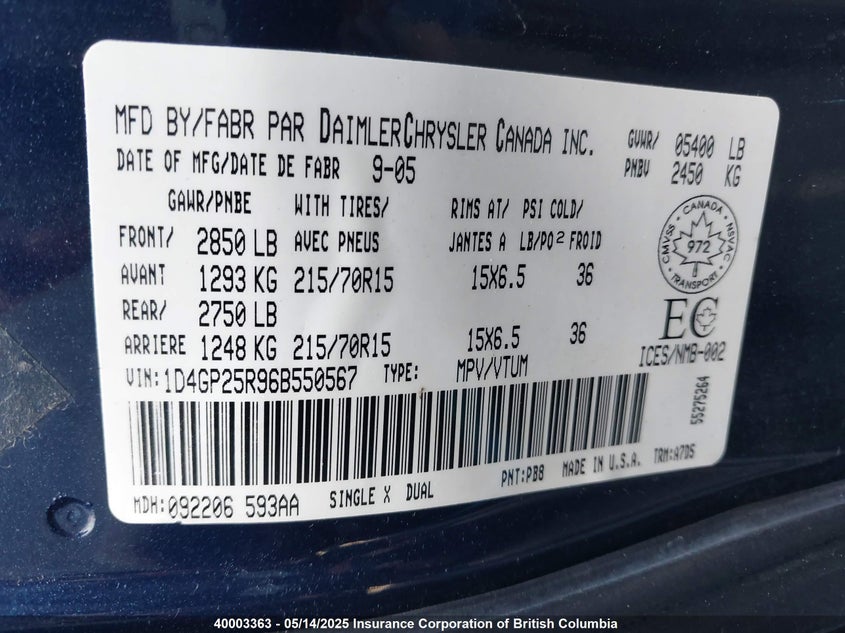 MFD BY/FABR PAR DAIMLERCHRYSLER CANADA INC.
GVWR/ 05400 LB
PNBV 2450 KG
DATE OF MFG/DATE DE FABR 9-05
GAWR/PNBE WITH TIRES/ RIMS AT/ PSI COLD/
FRONT/ 2850 LB AVEC PNEUS JANTES A LB/PO2 FROID
AVANT 1293 KG 215/70R15 15X6.5 36
REAR/ 2750 LB
ARRIERE 1248 KG 215/70R15 15X6.5 36
CANADA
CMVSS NSVAC
972
TRANSPORT
EC
ICES/NMB-002
VIN:1D4GP25R96B550567 TYPE: MPV/VTUM
55275264
MDH:092206 593AA SINGLE X DUAL PNT:PB8 MADE IN U.S.A. TRM:A7DS
40003363 - 05/14/2025 Insurance Corporation of British Columbia